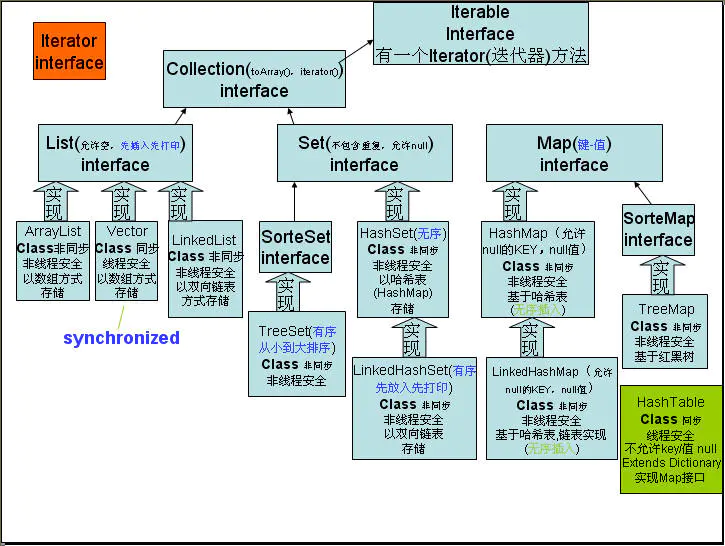 Iterator
interface
Iterable
Interface
有一个Iterator(迭代器)方法
Collection(toArray(), iterator())
interface
List(允许空, 先插入先打印)
interface
Set(不包含重复, 允许null)
interface
Map(键-值)
interface
实现
实现
实现
实现
实现
ArrayList
Class非同步
非线程安全
以数组方式
存储
Vector
Class 同步
线程安全
以数组方式
存储
synchronized
LinkedList
Class 非同步
非线程安全
以双向链表
方式存储
SorteSet
interface
实现
TreeSet(有序
从小到大排序)
Class 非同步
非线程安全
HashSet(无序)
Class 非同步
非线程安全
以哈希表
(HashMap)
存储
实现
LinkedHashSet(有序
先放入先打印)
Class 非同步
非线程安全
以双向链表
存储
HashMap（允许
null的KEY，null值）
Class 非同步
非线程安全
基于哈希表
(无序插入)
实现
LinkedHashMap（允许
null的KEY，null值）
Class 非同步
非线程安全
基于哈希表,链表实现
(无序插入)
SorteMap
interface
实现
TreeMap
Class 非同步
非线程安全
基于红黑树
HashTable
Class 同步
线程安全
不允许key/值 null
Extends Dictionary
实现Map接口